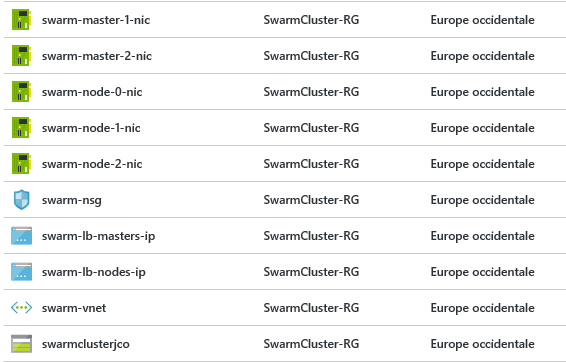 swarm-master-1-nic SwarmCluster-RG Europe occidentale
swarm-master-2-nic SwarmCluster-RG Europe occidentale
swarm-node-0-nic SwarmCluster-RG Europe occidentale
swarm-node-1-nic SwarmCluster-RG Europe occidentale
swarm-node-2-nic SwarmCluster-RG Europe occidentale
swarm-nsg SwarmCluster-RG Europe occidentale
swarm-lb-masters-ip SwarmCluster-RG Europe occidentale
swarm-lb-nodes-ip SwarmCluster-RG Europe occidentale
swarm-vnet SwarmCluster-RG Europe occidentale
swarmclusterjco SwarmCluster-RG Europe occidentale